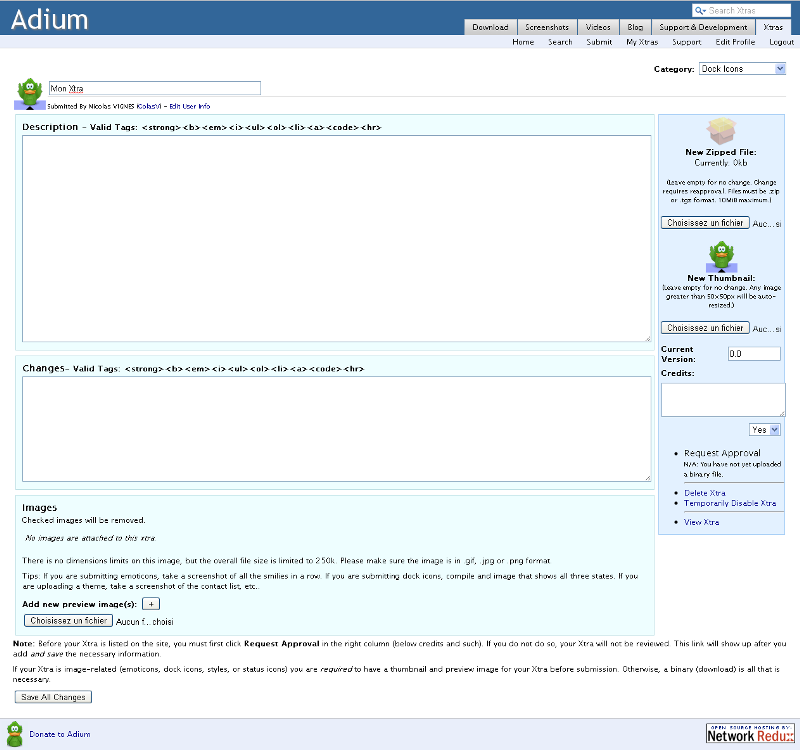 Adium
Search Xtras
Download Screenshots Videos Blog Support & Development Xtras
Home Search Submit My Xtras Support Edit Profile Logout
Category: Dock Icons
Mon Xtra
Submitted By Nicolas VIGNES (ColasV) - Edit User Info
Description - Valid Tags: <strong><b><em><i><ul><ol><li><a><code><hr>
New Zipped File:
Currently: 0kb
(Leave empty for no change. Change
requires reapproval. Files must be .zip
or .tgz format. 10MiB maximum.)
Choisissez un fichier Auc...si
New Thumbnail:
(Leave empty for no change. Any image
greater than 50x50px will be auto-
resized.)
Choisissez un fichier Auc...si
Current
Version: 0.0
Credits:
Yes
Request Approval
N/A: You have not yet uploaded
a binary file.
Delete Xtra
Temporarily Disable Xtra
View Xtra
Changes- Valid Tags: <strong><b><em><i><ul><ol><li><a><code><hr>
Images
Checked images will be removed.
No images are attached to this xtra.
There is no dimensions limits on this image, but the overall file size is limited to 250k. Please make sure the image is in .gif, .jpg or .png format.
Tips: If you are submitting emoticons, take a screenshot of all the smilies in a row. If you are submitting dock icons, compile and image that shows all three states. If you
are uploading a theme, take a screenshot of the contact list, etc..
Add new preview image(s): +
Choisissez un fichier Aucun f... choisi
Note: Before your Xtra is listed on the site, you must first click Request Approval in the right column (below credits and such). If you do not do so, your Xtra will not be reviewed. This link will show up after you
add and save the necessary information.
If your Xtra is image-related (emoticons, dock icons, styles, or status icons) you are required to have a thumbnail and preview image for your Xtra before submission. Otherwise, a binary (download) is all that is
necessary.
Save All Changes
Donate to Adium
OPEN SOURCE HOSTING BY:
Network Redux::